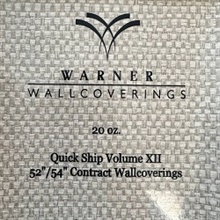 WARNER
WALLCOVERINGS
20 oz.
Quick Ship Volume XII
52"/54" Contract Wallcoverings